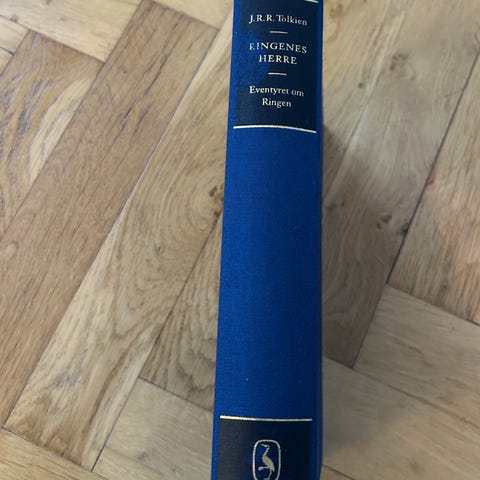 J.R.R. Tolkien
RINGENES
HERRE
Eventyret om
Ringen